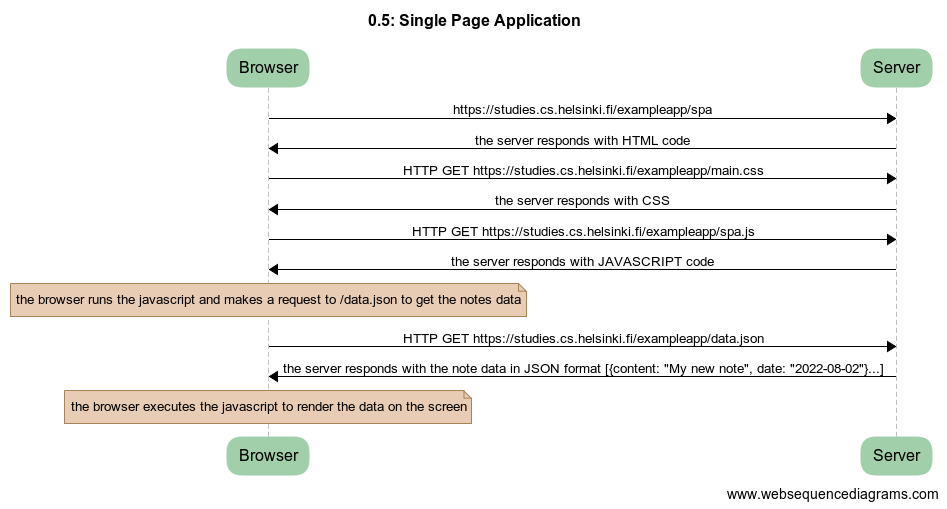 0.5: Single Page Application
Browser Server
https://studies.cs.helsinki.fi/exampleapp/spa
the server responds with HTML code
HTTP GET https://studies.cs.helsinki.fi/exampleapp/main.css
the server responds with CSS
HTTP GET https://studies.cs.helsinki.fi/exampleapp/spa.js
the server responds with JAVASCRIPT code
the browser runs the javascript and makes a request to /data.json to get the notes data
HTTP GET https://studies.cs.helsinki.fi/exampleapp/data.json
the server responds with the note data in JSON format [{content: "My new note", date: "2022-08-02"}...]
the browser executes the javascript to render the data on the screen
Browser Server
www.websequencediagrams.com